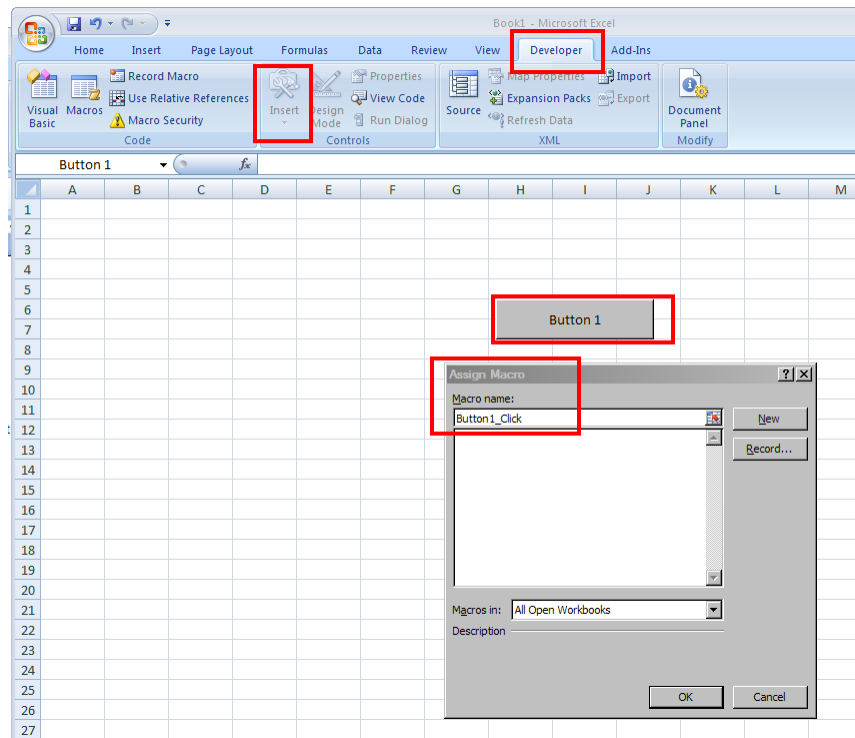 Book1 - Microsoft Excel
Home Insert Page Layout Formulas Data Review View Developer Add-Ins
Visual Basic
Macros
Record Macro
Use Relative References
Macro Security
Code
Insert
Design Mode
Properties
View Code
Run Dialog
Controls
Source
Map Properties
Expansion Packs
Refresh Data
Import
Export
XML
Document Panel
Modify
Button 1
fx
A B C D E F G H I J K L M
1
2
3
4
5
6
7
8
9
10
11
12
13
14
15
16
17
18
19
20
21
22
23
24
25
26
27
Button 1
Assign Macro
Macro name:
Button1_Click
New
Record...
Macros in: All Open Workbooks
Description
OK Cancel